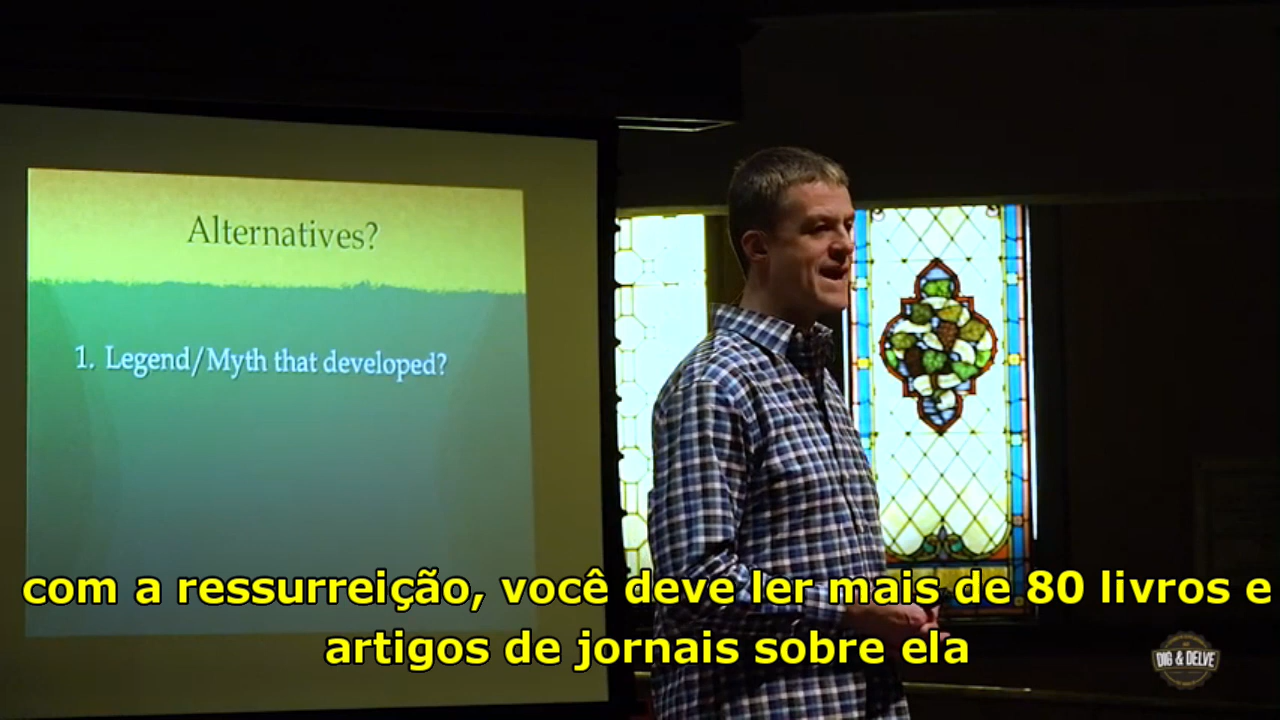 Alternatives?
1. Legend/Myth that developed?
com a ressurreição, você deve ler mais de 80 livros e
artigos de jornais sobre ela
DIG & DELVE